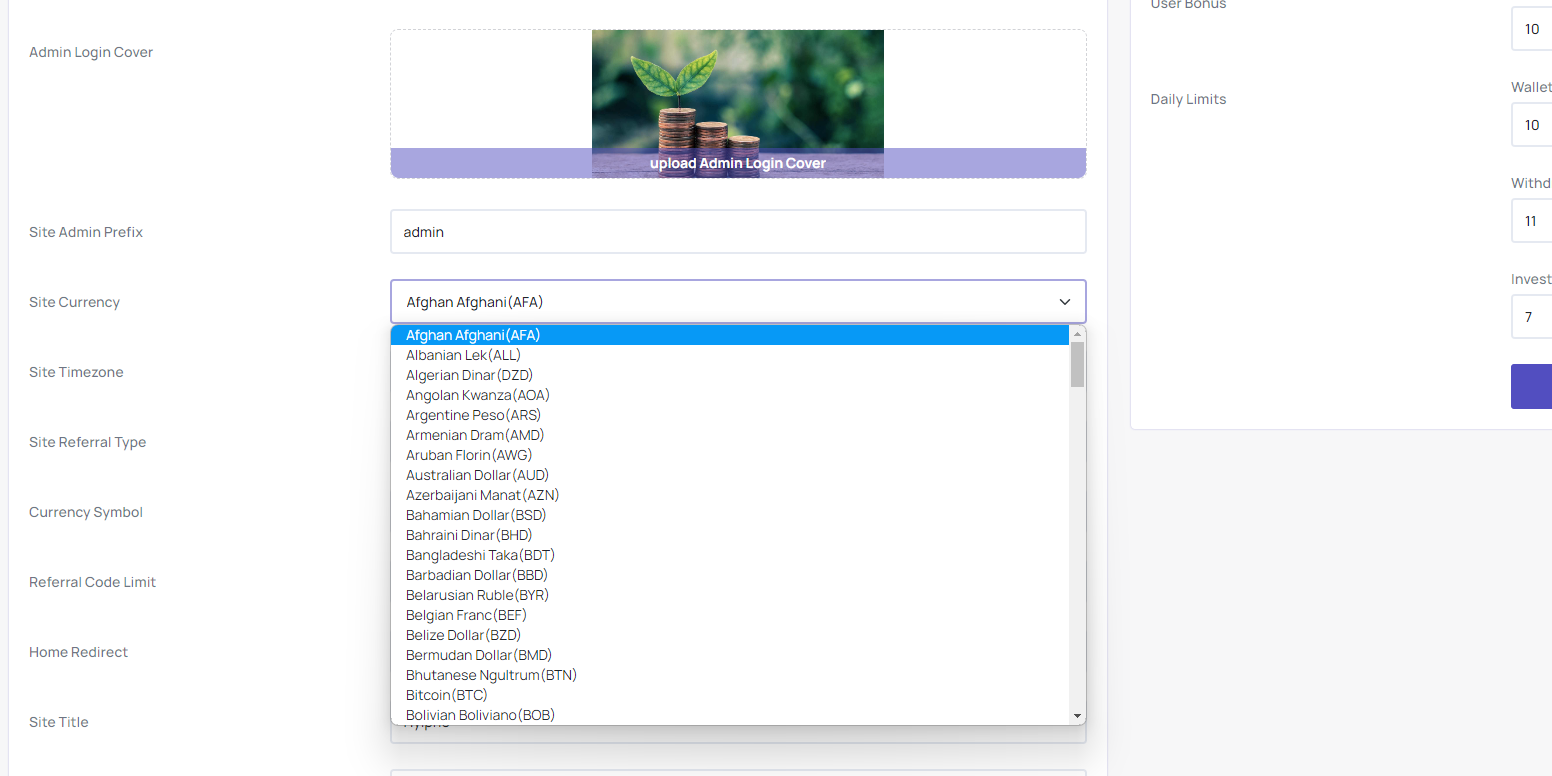 User Bonus
10
Admin Login Cover
upload Admin Login Cover
Daily Limits
Wallet
10
Site Admin Prefix
admin
Withd
11
Site Currency
Afghan Afghani(AFA)
Invest
7
Afghan Afghani(AFA)
Albanian Lek(ALL)
Algerian Dinar(DZD)
Angolan Kwanza(AOA)
Argentine Peso(ARS)
Armenian Dram(AMD)
Aruban Florin(AWG)
Australian Dollar(AUD)
Azerbaijani Manat(AZN)
Bahamian Dollar(BSD)
Bahraini Dinar(BHD)
Bangladeshi Taka(BDT)
Barbadian Dollar(BBD)
Belarusian Ruble(BYR)
Belgian Franc(BEF)
Belize Dollar(BZD)
Bermudan Dollar(BMD)
Bhutanese Ngultrum(BTN)
Bitcoin(BTC)
Bolivian Boliviano(BOB)
Site Timezone
Site Referral Type
Currency Symbol
Referral Code Limit
Home Redirect
Site Title